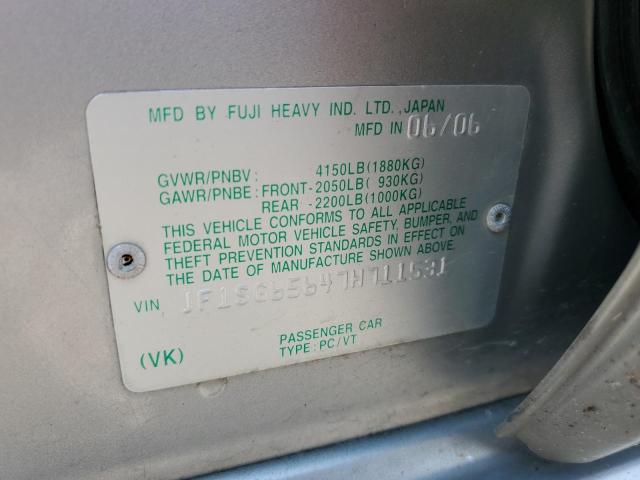 MFD BY FUJI HEAVY IND. LTD., JAPAN
MFD IN 06/06
GVWR/PNBV: 4150LB(1880KG)
GAWR/PNBE: FRONT-2050LB( 930KG)
REAR -2200LB(1000KG)
THIS VEHICLE CONFORMS TO ALL APPLICABLE
FEDERAL MOTOR VEHICLE SAFETY, BUMPER, AND
THEFT PREVENTION STANDARDS IN EFFECT ON
THE DATE OF MANUFACTURE SHOWN ABOVE.
VIN JF1SG65647H711531
PASSENGER CAR
(VK) TYPE: PC/VT